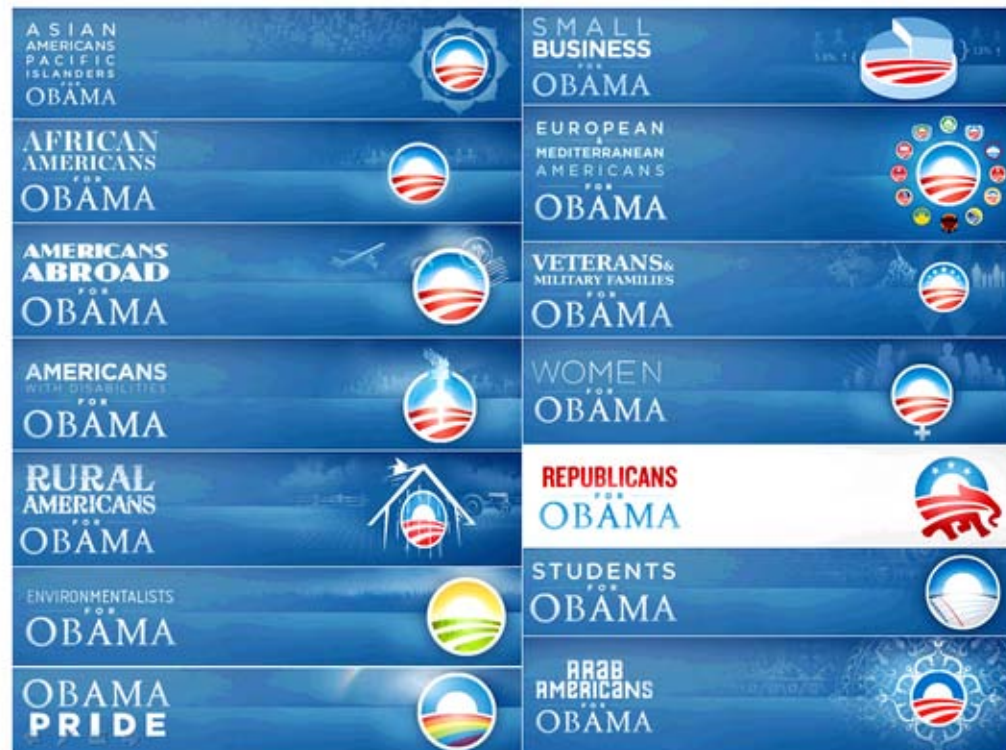 ASIAN
AMERICANS
PACIFIC
ISLANDERS
FOR
OBAMA
AFRICAN
AMERICANS
FOR
OBAMA
AMERICANS
ABROAD
FOR
OBAMA
AMERICANS
WITH DISABILITIES
FOR
OBAMA
RURAL
AMERICANS
FOR
OBAMA
ENVIRONMENTALISTS
FOR
OBAMA
OBAMA
PRIDE
SMALL
BUSINESS
FOR
OBAMA
EUROPEAN
&
MEDITERRANEAN
AMERICANS
FOR
OBAMA
VETERANS&
MILITARY FAMILIES
FOR
OBAMA
WOMEN
FOR
OBAMA
REPUBLICANS
FOR
OBAMA
STUDENTS
FOR
OBAMA
ARAB
AMERICANS
FOR
OBAMA